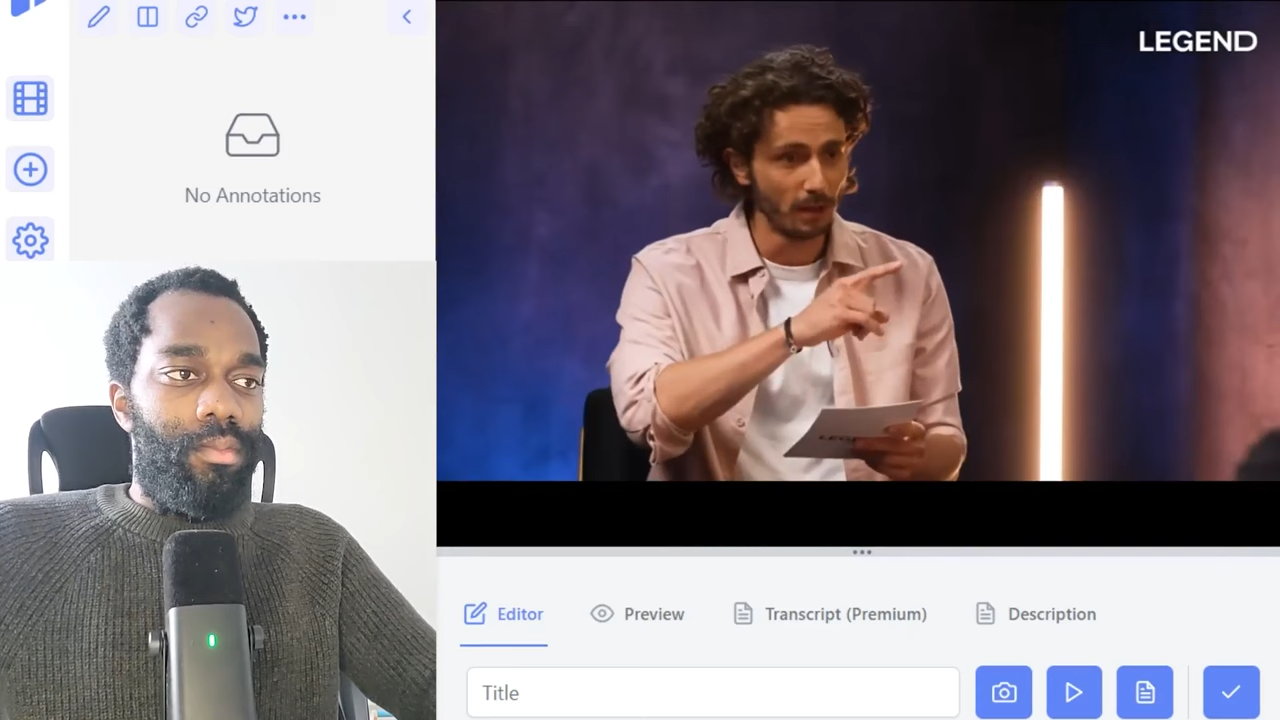 No Annotations
LEGEND
Editor
Preview
Transcript (Premium)
Description
Title